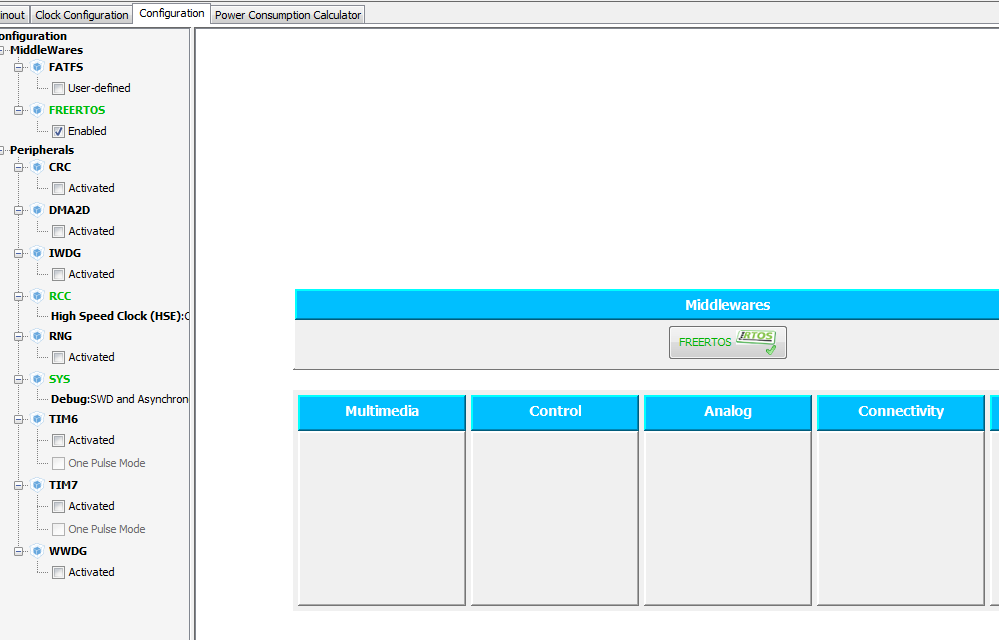 inout Clock Configuration Configuration Power Consumption Calculator
onfiguration
MiddleWares
FATFS
User-defined
FREERTOS
Enabled
Peripherals
CRC
Activated
DMA2D
Activated
IWDG
Activated
RCC
High Speed Clock (HSE):C
RNG
Activated
SYS
Debug:SWD and Asynchron
TIM6
Activated
One Pulse Mode
TIM7
Activated
One Pulse Mode
WWDG
Activated
Middlewares
FREERTOS RTOS
Multimedia Control Analog Connectivity